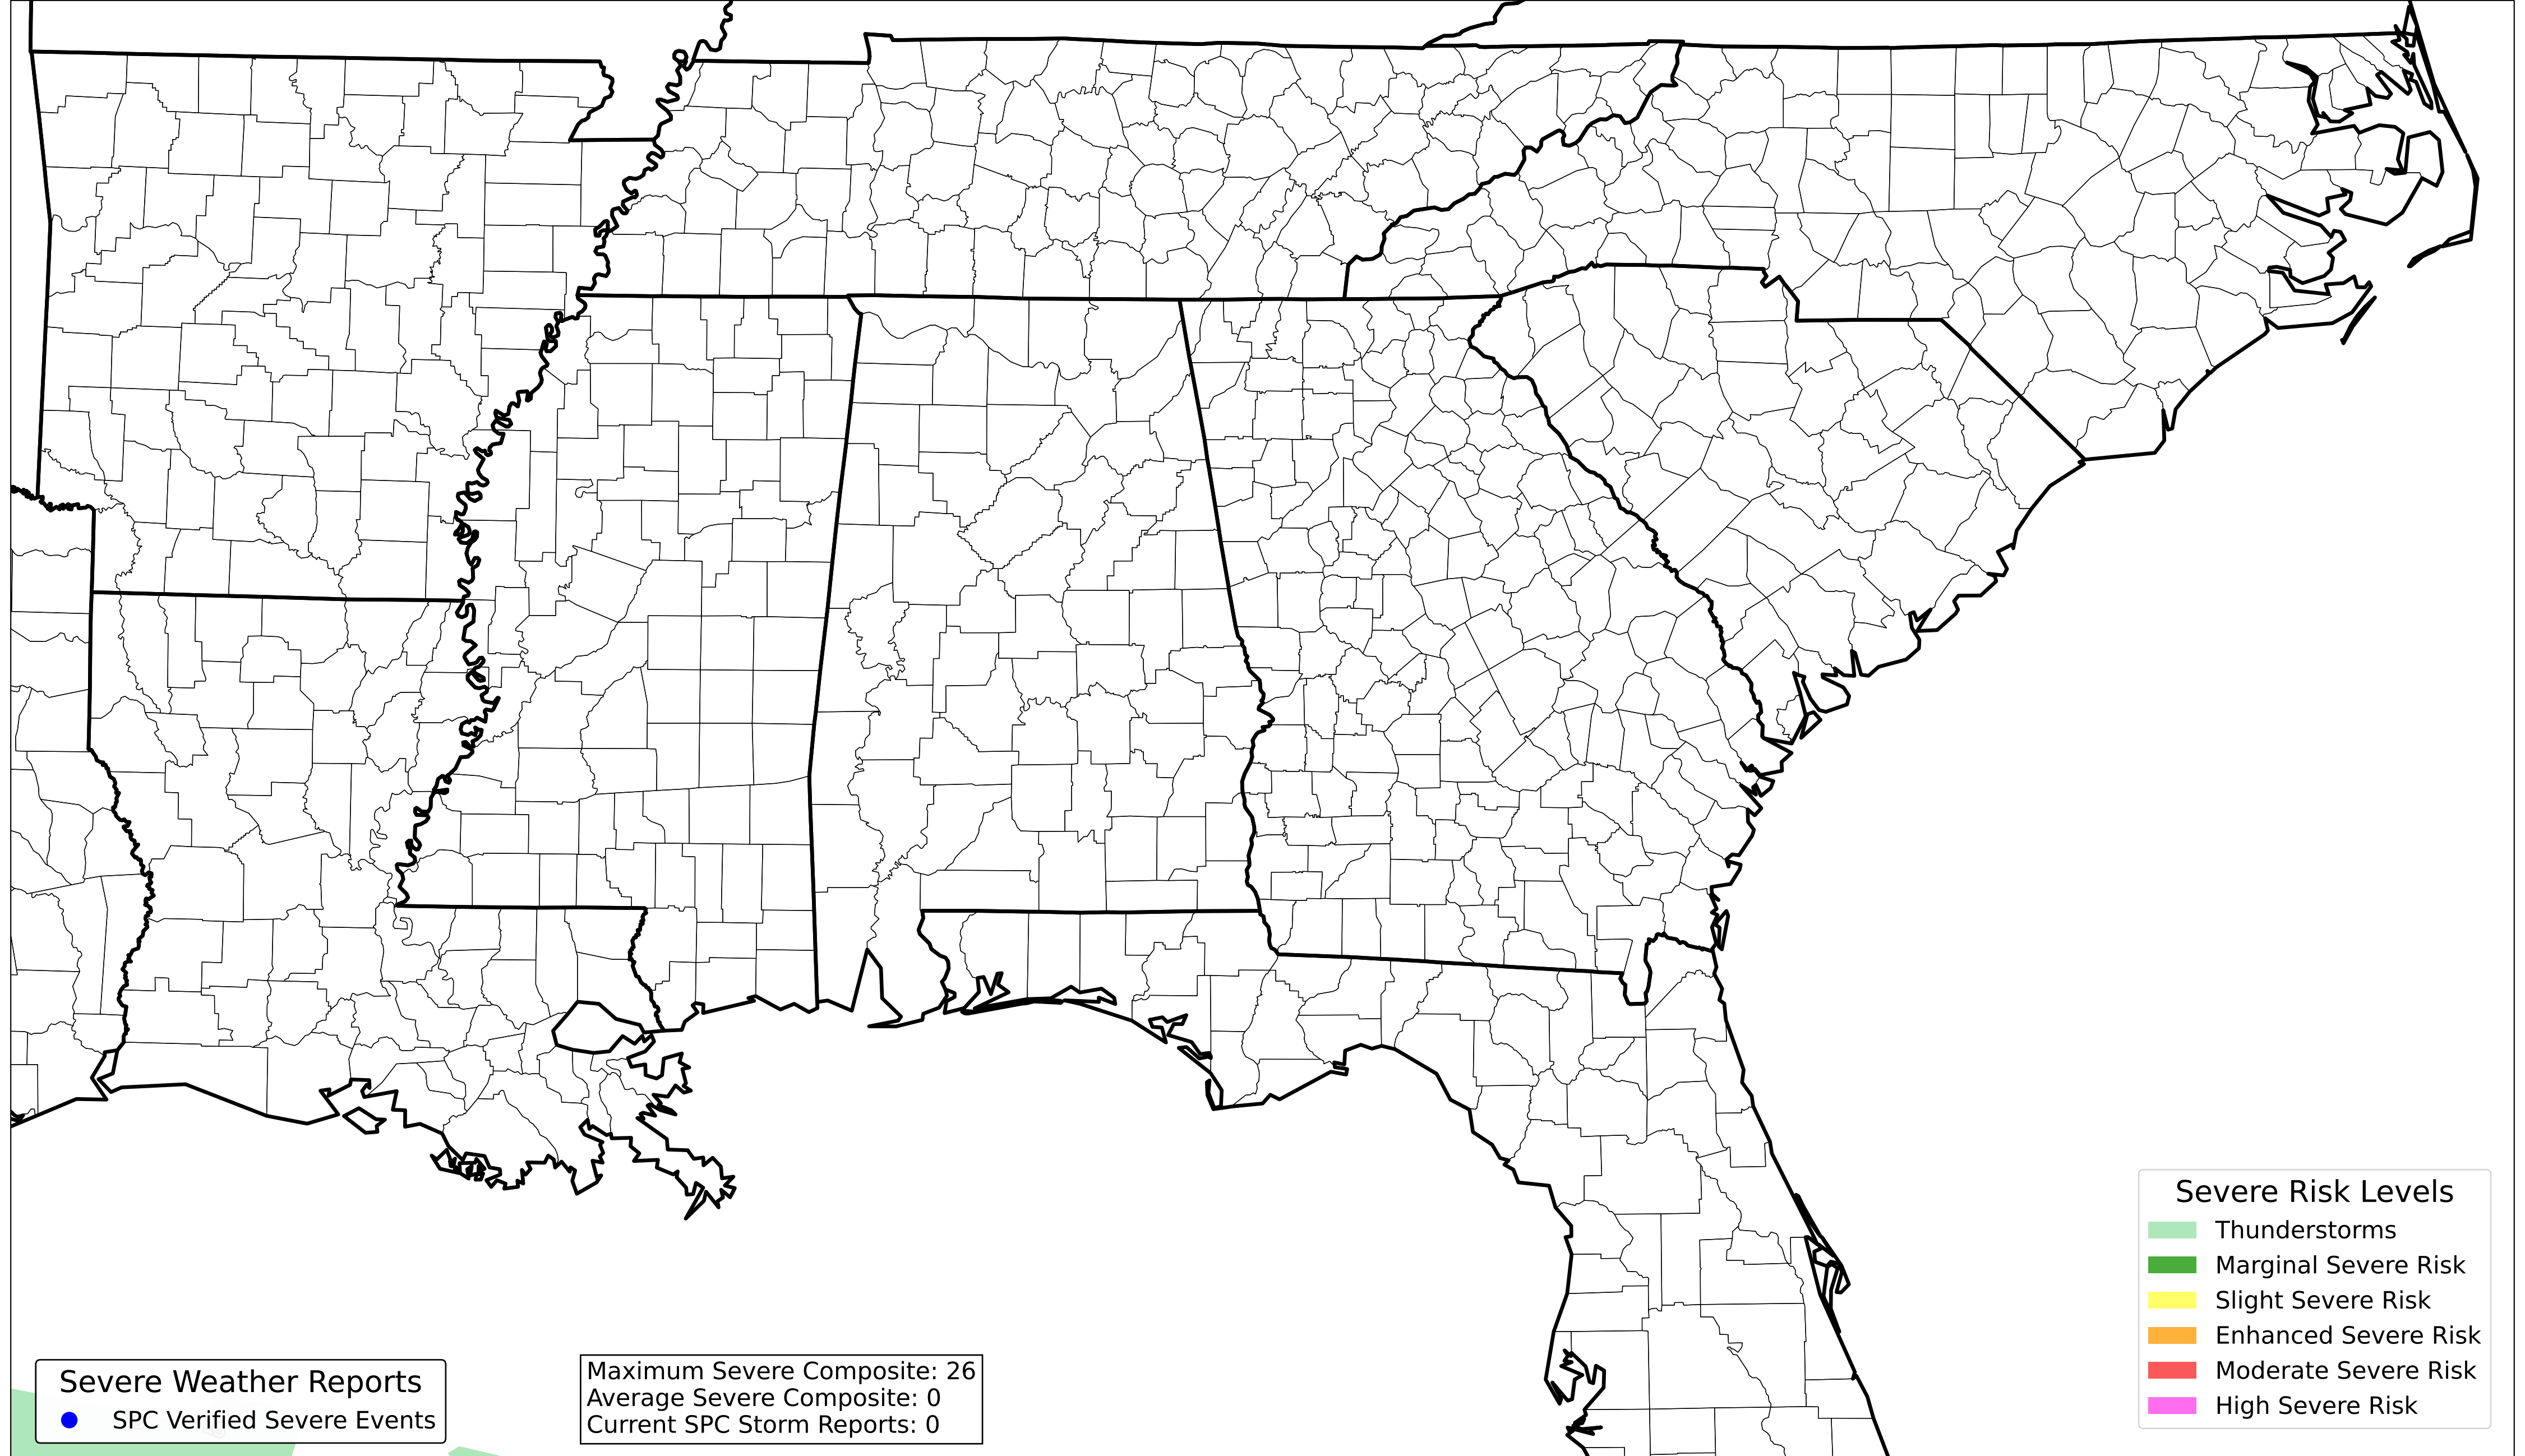 Severe Weather Reports
SPC Verified Severe Events
Maximum Severe Composite: 26
Average Severe Composite: 0
Current SPC Storm Reports: 0
Severe Risk Levels
Thunderstorms
Marginal Severe Risk
Slight Severe Risk
Enhanced Severe Risk
Moderate Severe Risk
High Severe Risk